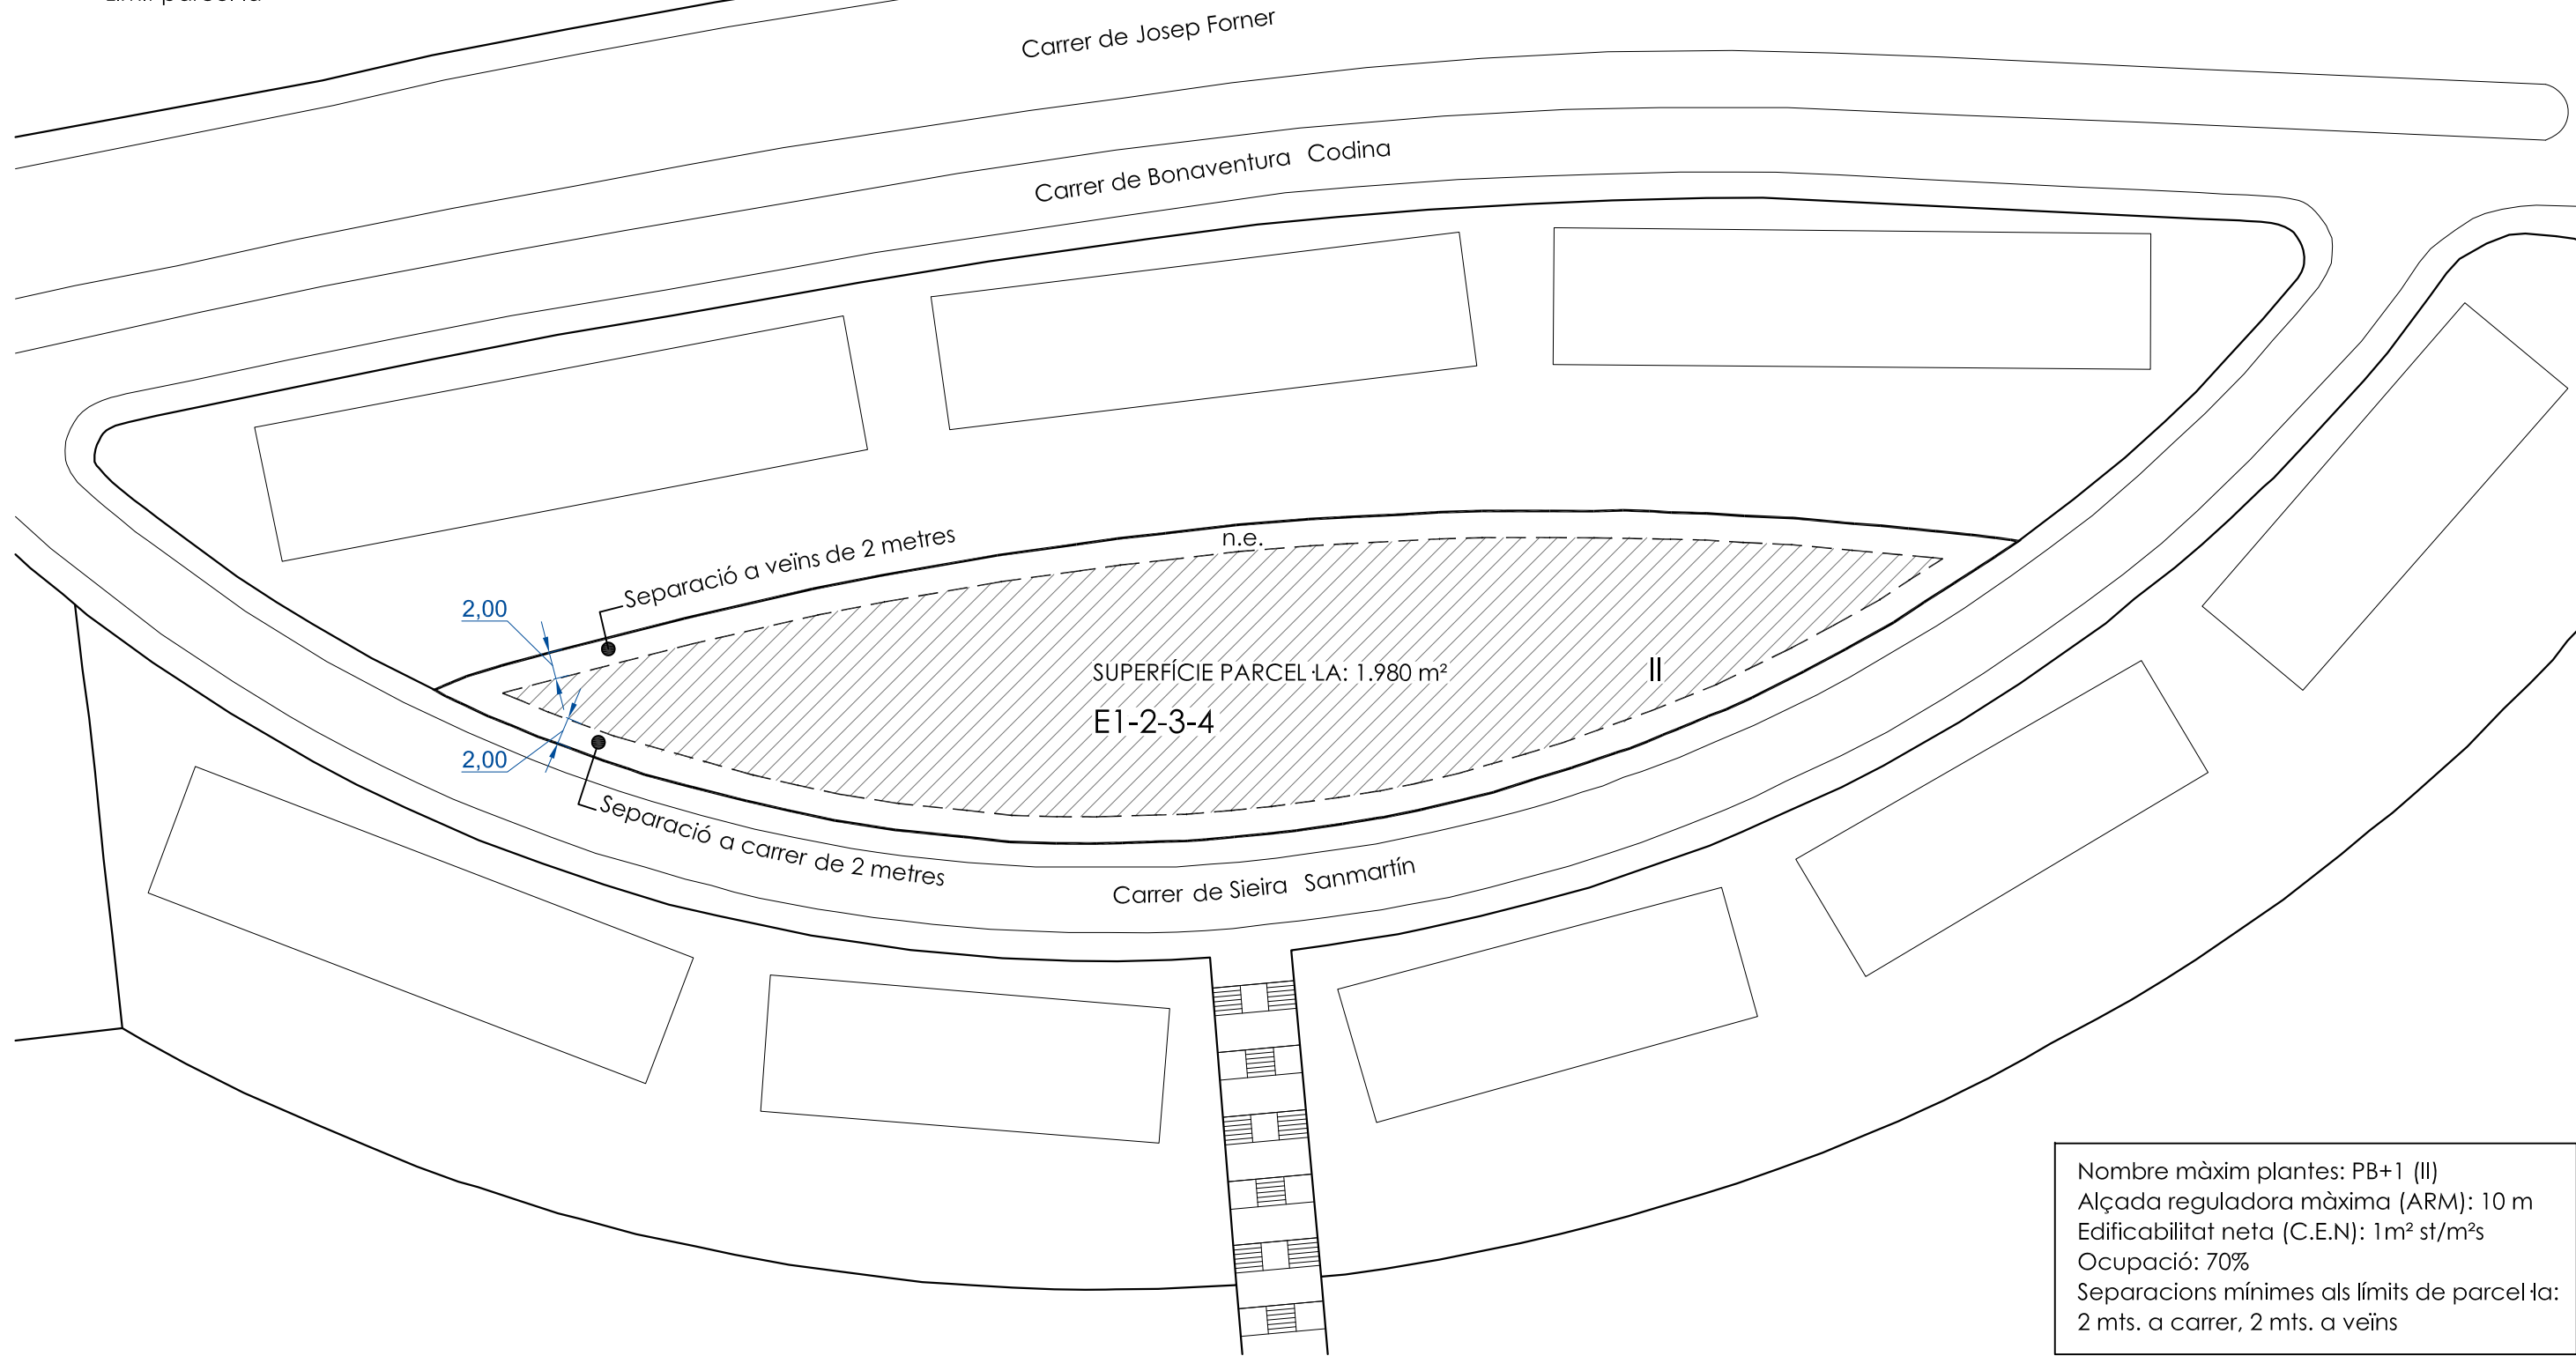 Carrer de Josep Forner
Carrer de Bonaventura Codina
Separació a veïns de 2 metres
n.e.
2,00
SUPERFÍCIE PARCEL·LA: 1.980 m²
II
E1-2-3-4
2,00
Separació a carrer de 2 metres
Carrer de Sieira Sanmartín
Nombre màxim plantes: PB+1 (II)
Alçada reguladora màxima (ARM): 10 m
Edificabilitat neta (C.E.N): 1m² st/m²s
Ocupació: 70%
Separacions mínimes als límits de parcel·la:
2 mts. a carrer, 2 mts. a veïns